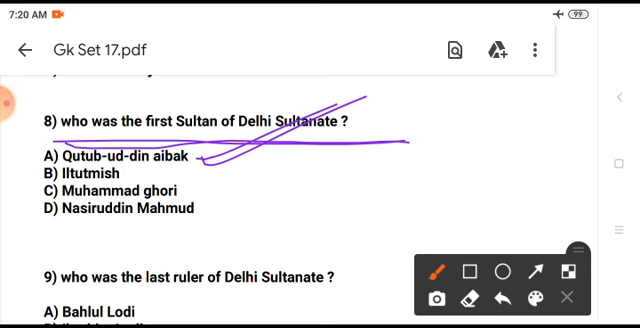 7:20 AM
99
Gk Set 17.pdf
8) who was the first Sultan of Delhi Sultanate ?
A) Qutub-ud-din aibak
B) Iltutmish
C) Muhammad ghori
D) Nasiruddin Mahmud
9) who was the last ruler of Delhi Sultanate ?
A) Bahlul Lodi